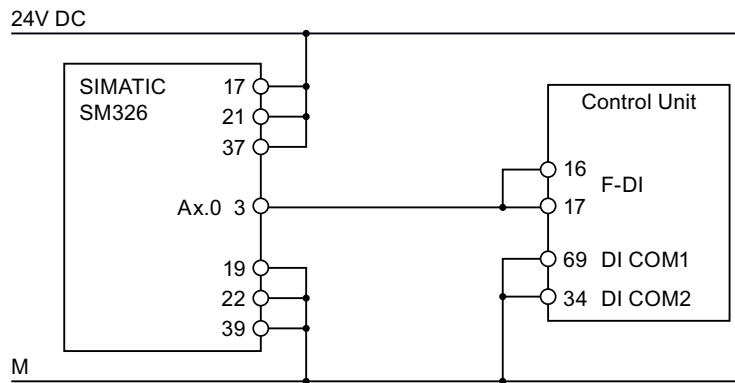 24V DC
SIMATIC
SM326
17
21
37
Ax.0 3
19
22
39
Control Unit
16
F-DI
17
69 DI COM1
34 DI COM2
M